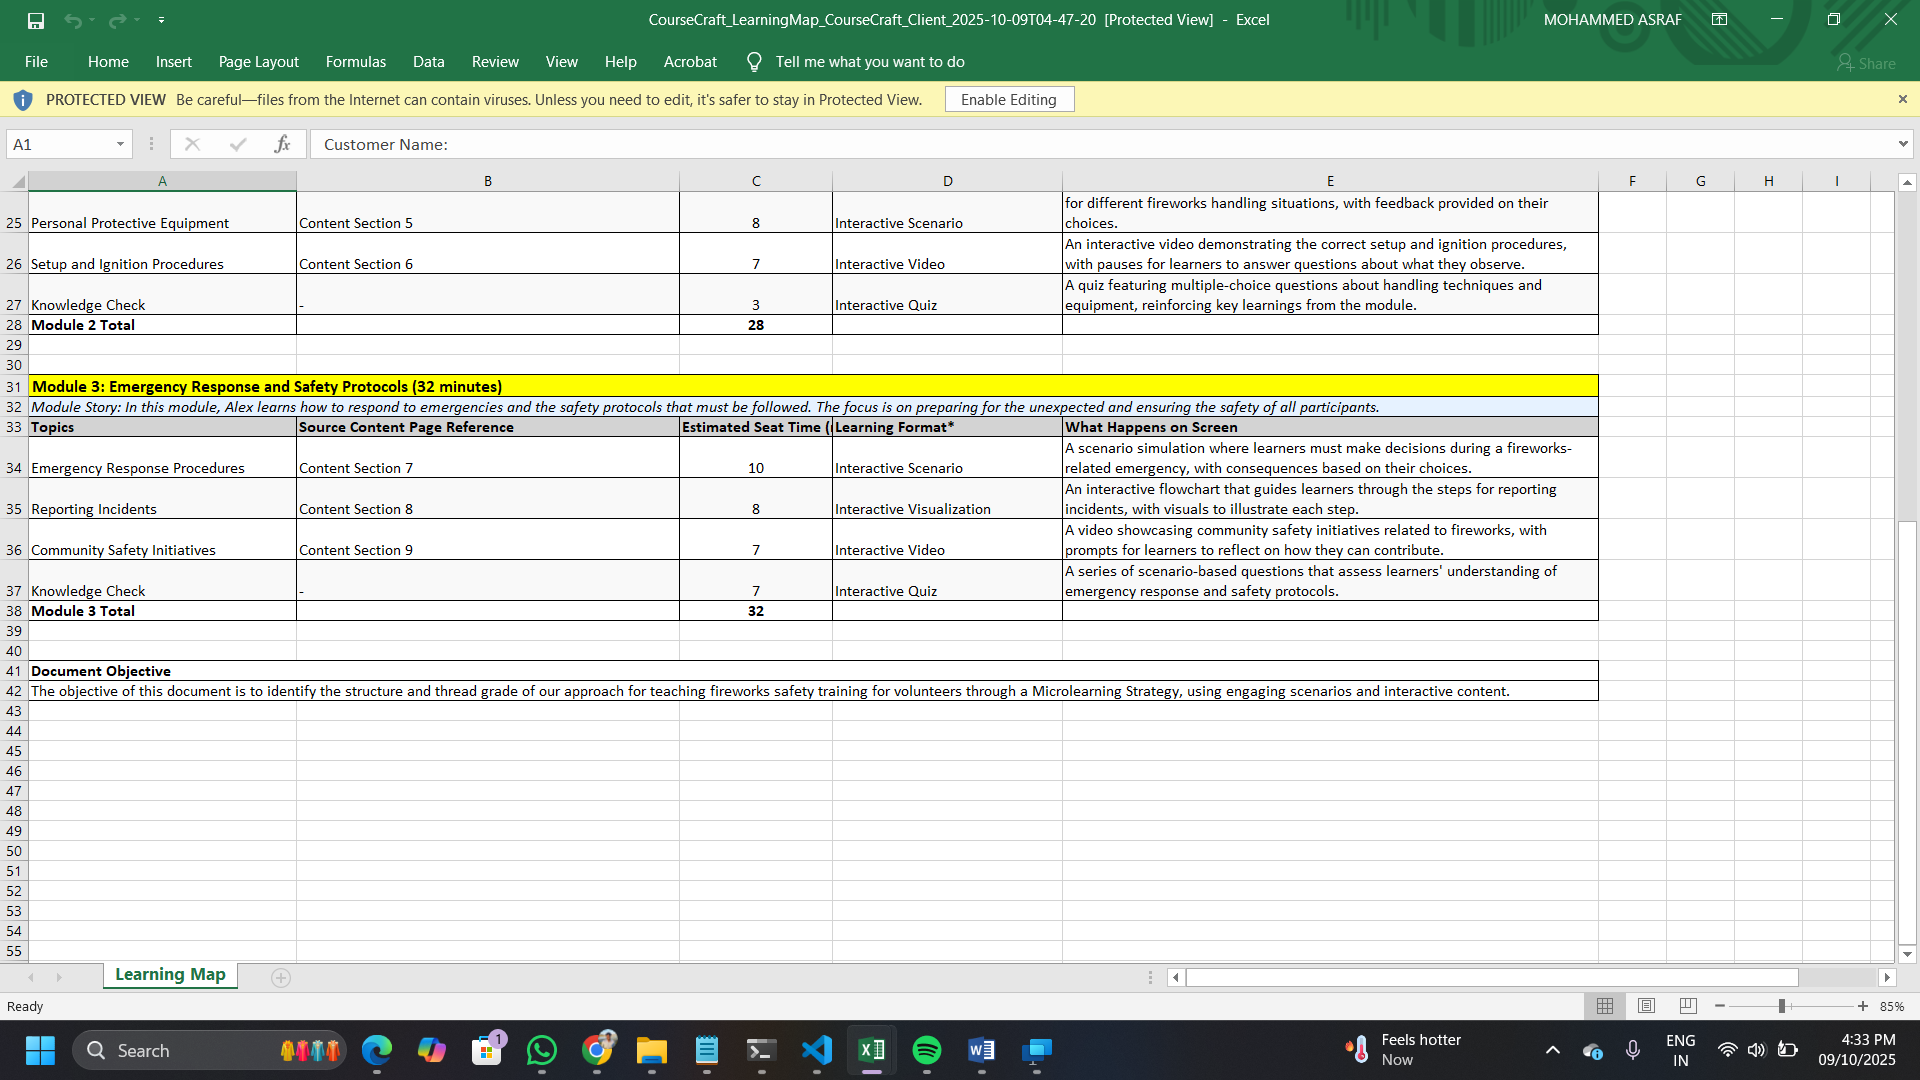 CourseCraft_LearningMap_CourseCraft_Client_2025-10-09T04-47-20 [Protected View] - Excel
MOHAMMED ASRAF
File Home Insert Page Layout Formulas Data Review View Help Acrobat Tell me what you want to do Share
PROTECTED VIEW Be careful—files from the Internet can contain viruses. Unless you need to edit, it's safer to stay in Protected View. Enable Editing
A1 fx Customer Name:
A B C D E F G H I
for different fireworks handling situations, with feedback provided on their
25 Personal Protective Equipment Content Section 5 8 Interactive Scenario choices.
An interactive video demonstrating the correct setup and ignition procedures,
26 Setup and Ignition Procedures Content Section 6 7 Interactive Video with pauses for learners to answer questions about what they observe.
A quiz featuring multiple-choice questions about handling techniques and
27 Knowledge Check - 3 Interactive Quiz equipment, reinforcing key learnings from the module.
28 Module 2 Total 28
29
30
31 Module 3: Emergency Response and Safety Protocols (32 minutes)
32 Module Story: In this module, Alex learns how to respond to emergencies and the safety protocols that must be followed. The focus is on preparing for the unexpected and ensuring the safety of all participants.
33 Topics Source Content Page Reference Estimated Seat Time ( Learning Format* What Happens on Screen
A scenario simulation where learners must make decisions during a fireworks-
34 Emergency Response Procedures Content Section 7 10 Interactive Scenario related emergency, with consequences based on their choices.
An interactive flowchart that guides learners through the steps for reporting
35 Reporting Incidents Content Section 8 8 Interactive Visualization incidents, with visuals to illustrate each step.
A video showcasing community safety initiatives related to fireworks, with
36 Community Safety Initiatives Content Section 9 7 Interactive Video prompts for learners to reflect on how they can contribute.
A series of scenario-based questions that assess learners' understanding of
37 Knowledge Check - 7 Interactive Quiz emergency response and safety protocols.
38 Module 3 Total 32
39
40
41 Document Objective
42 The objective of this document is to identify the structure and thread grade of our approach for teaching fireworks safety training for volunteers through a Microlearning Strategy, using engaging scenarios and interactive content.
43
44
45
46
47
48
49
50
51
52
53
54
55
Learning Map
Ready
85%
Search
1
Feels hotter
Now
ENG
IN
4:33 PM
09/10/2025